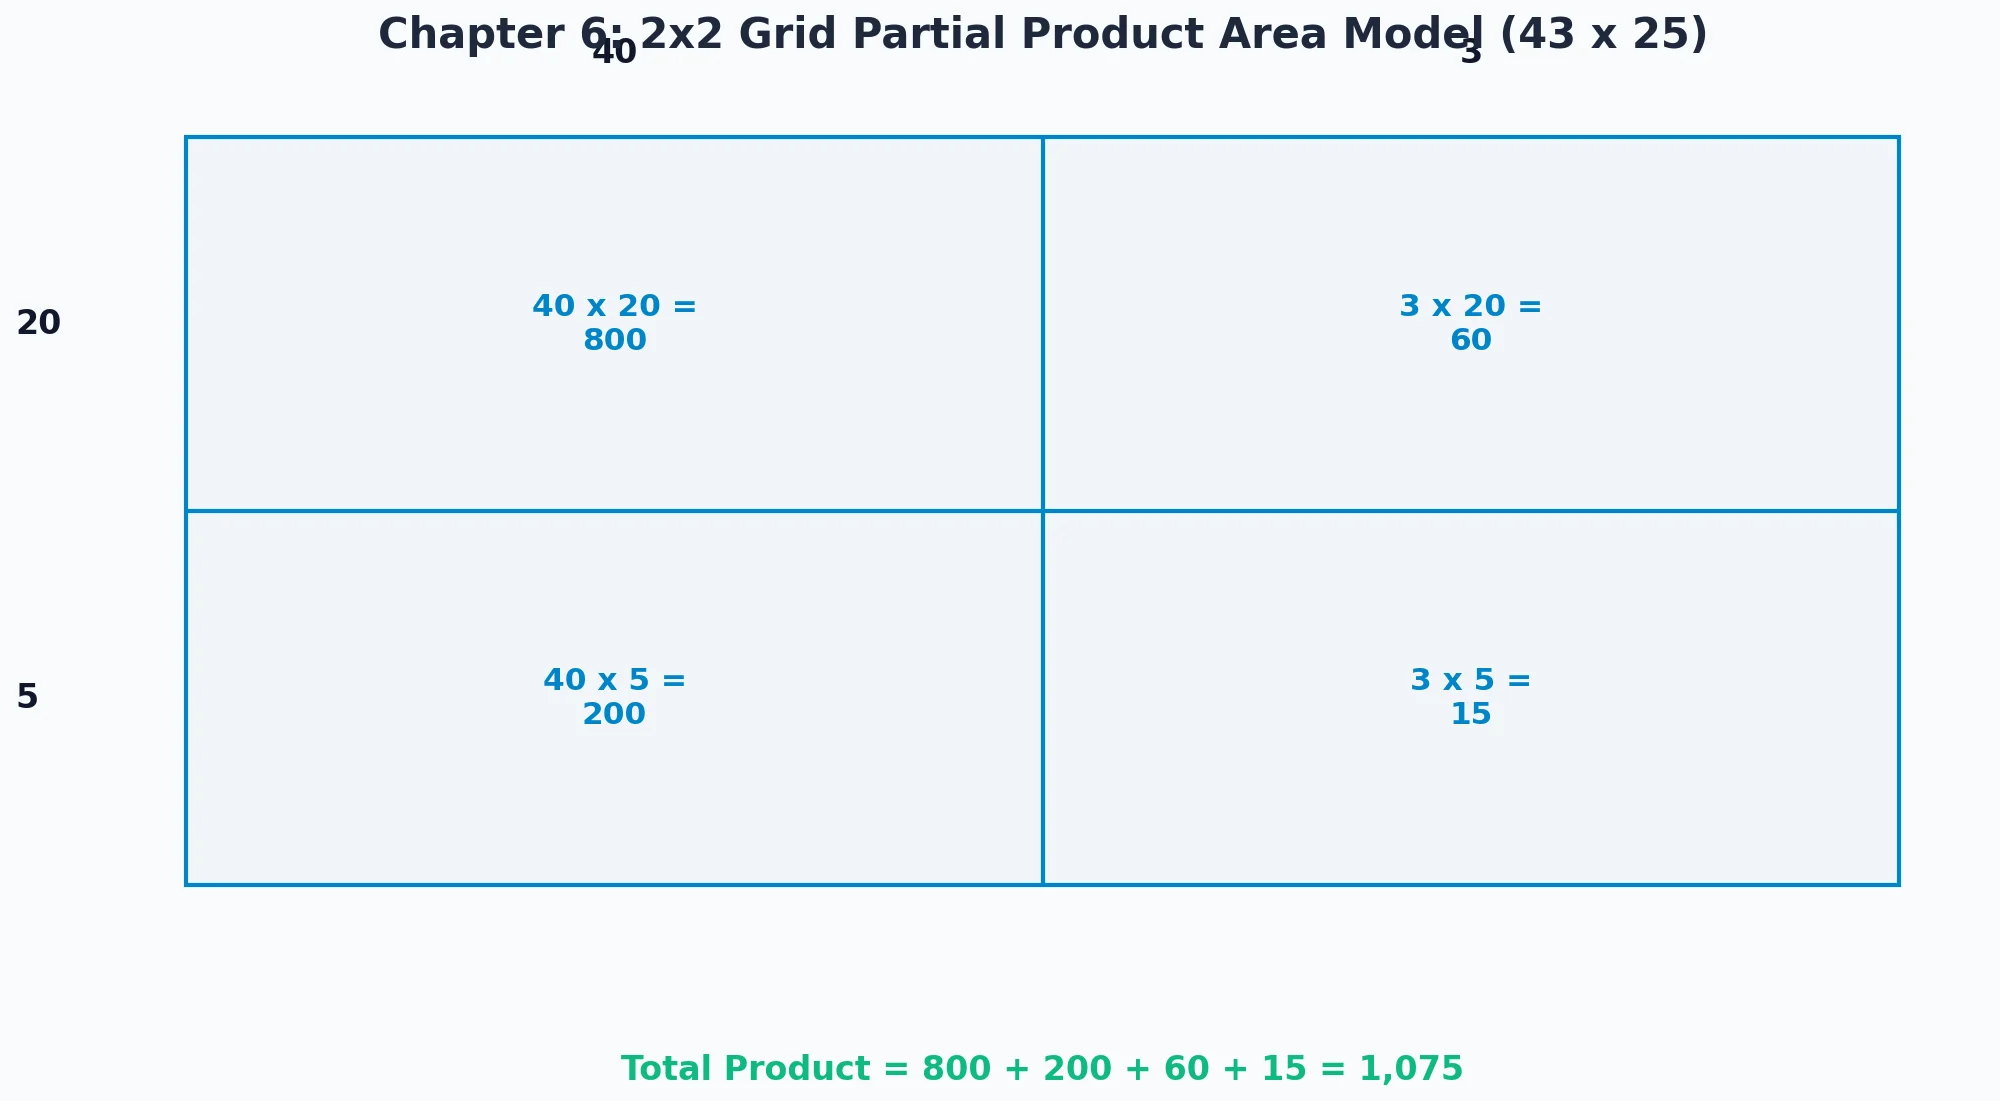 Chapter 6: 2x2 Grid Partial Product Area Model (43 x 25)
40
3
20
40 x 20 =
800
3 x 20 =
60
5
40 x 5 =
200
3 x 5 =
15
Total Product = 800 + 200 + 60 + 15 = 1,075